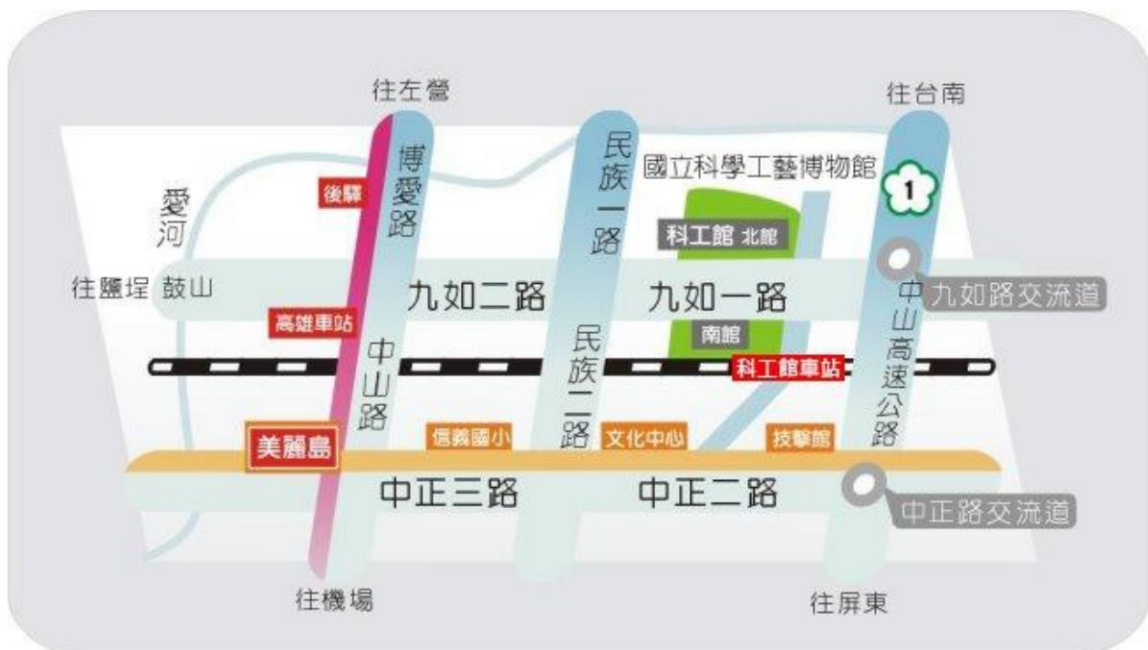 往左營
往台南
博愛路
民族一路
國立科學工藝博物館
1
後驛
愛河
科工館 北館
往鹽埕 鼓山
九如二路
九如一路
九如路交流道
高雄車站
南館
中山路
民族二路
科工館車站
中山高速公路
美麗島
信義國小
文化中心
技擊館
中正三路
中正二路
中正路交流道
往機場
往屏東